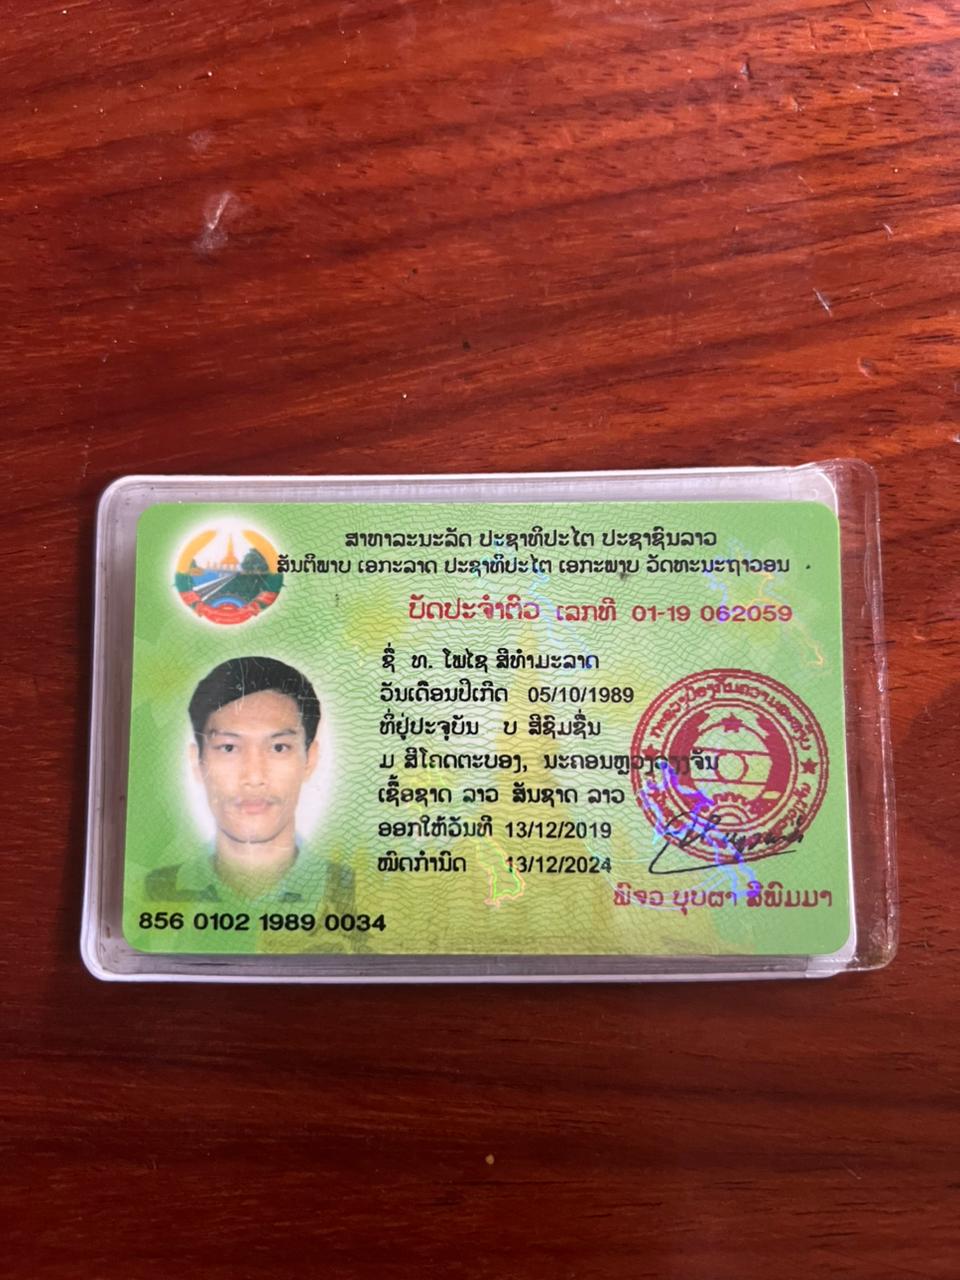 ສາທາລະນະລັດ ປະຊາທິປະໄຕ ປະຊາຊົນລາວ
ສັນຕິພາບ ເອກະລາດ ປະຊາທິປະໄຕ ເອກະພາບ ວັດທະນະຖາວອນ
ບັດປະຈຳຕົວ ເລກທີ 01-19 062059
ຊື່ ທ. ໂພໄຊ ສີທຳມະລາດ
ວັນເດືອນປີເກີດ 05/10/1989
ທີ່ຢູ່ປະຈຸບັນ ບ ສີຊົມຊື່ນ
ມ ສີໂຄດຕະບອງ, ນະຄອນຫຼວງວຽງຈັນ
ເຊື້ອຊາດ ລາວ ສັນຊາດ ລາວ
ອອກໃຫ້ວັນທີ 13/12/2019
ໝົດກຳນົດ 13/12/2024
ພົຈວ ບຸບຜາ ສີພົມມາ
856 0102 1989 0034